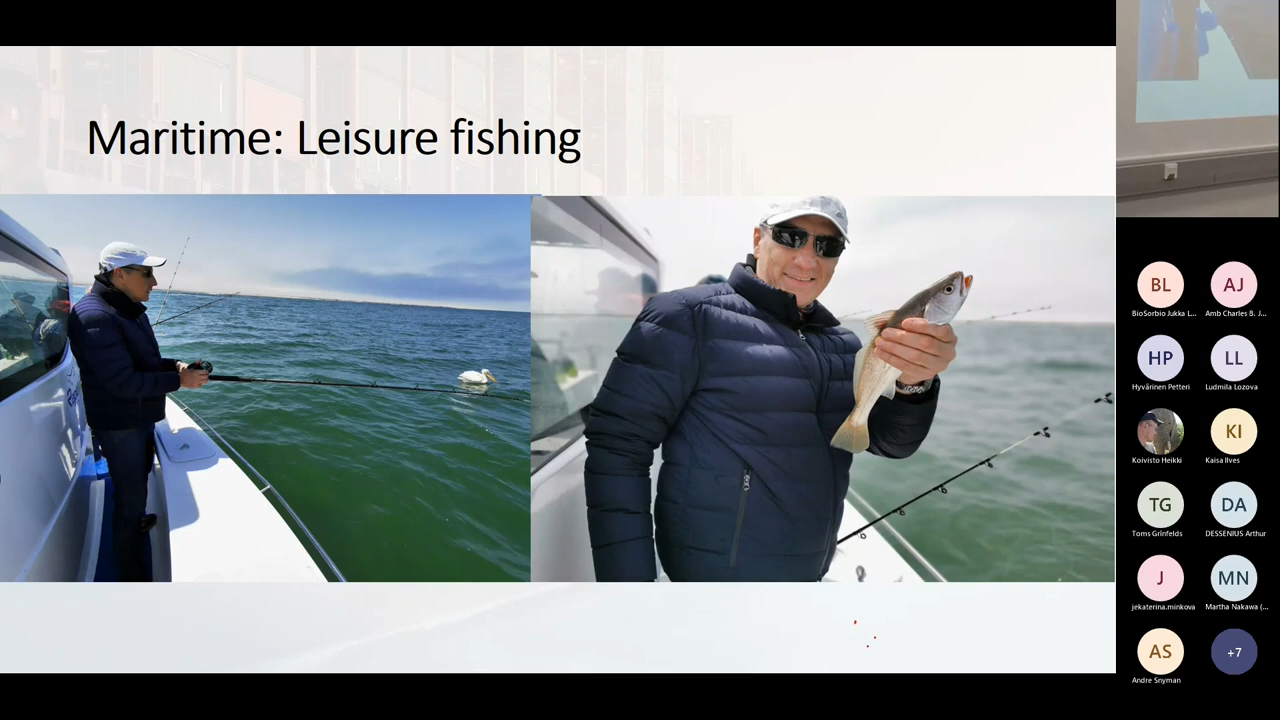 Maritime: Leisure fishing
BL
AJ
BioSorbio Jukka L...
Amb Charles B. J...
HP
LL
Hyvärinen Petteri
Ludmila Lozova
KI
Koivisto Heikki
Kaisa Ilves
TG
DA
Toms Grīnfelds
DESSENIUS Arthur
J
MN
jekaterina.minkova
Martha Nakawa (...
AS
+7
Andre Snyman